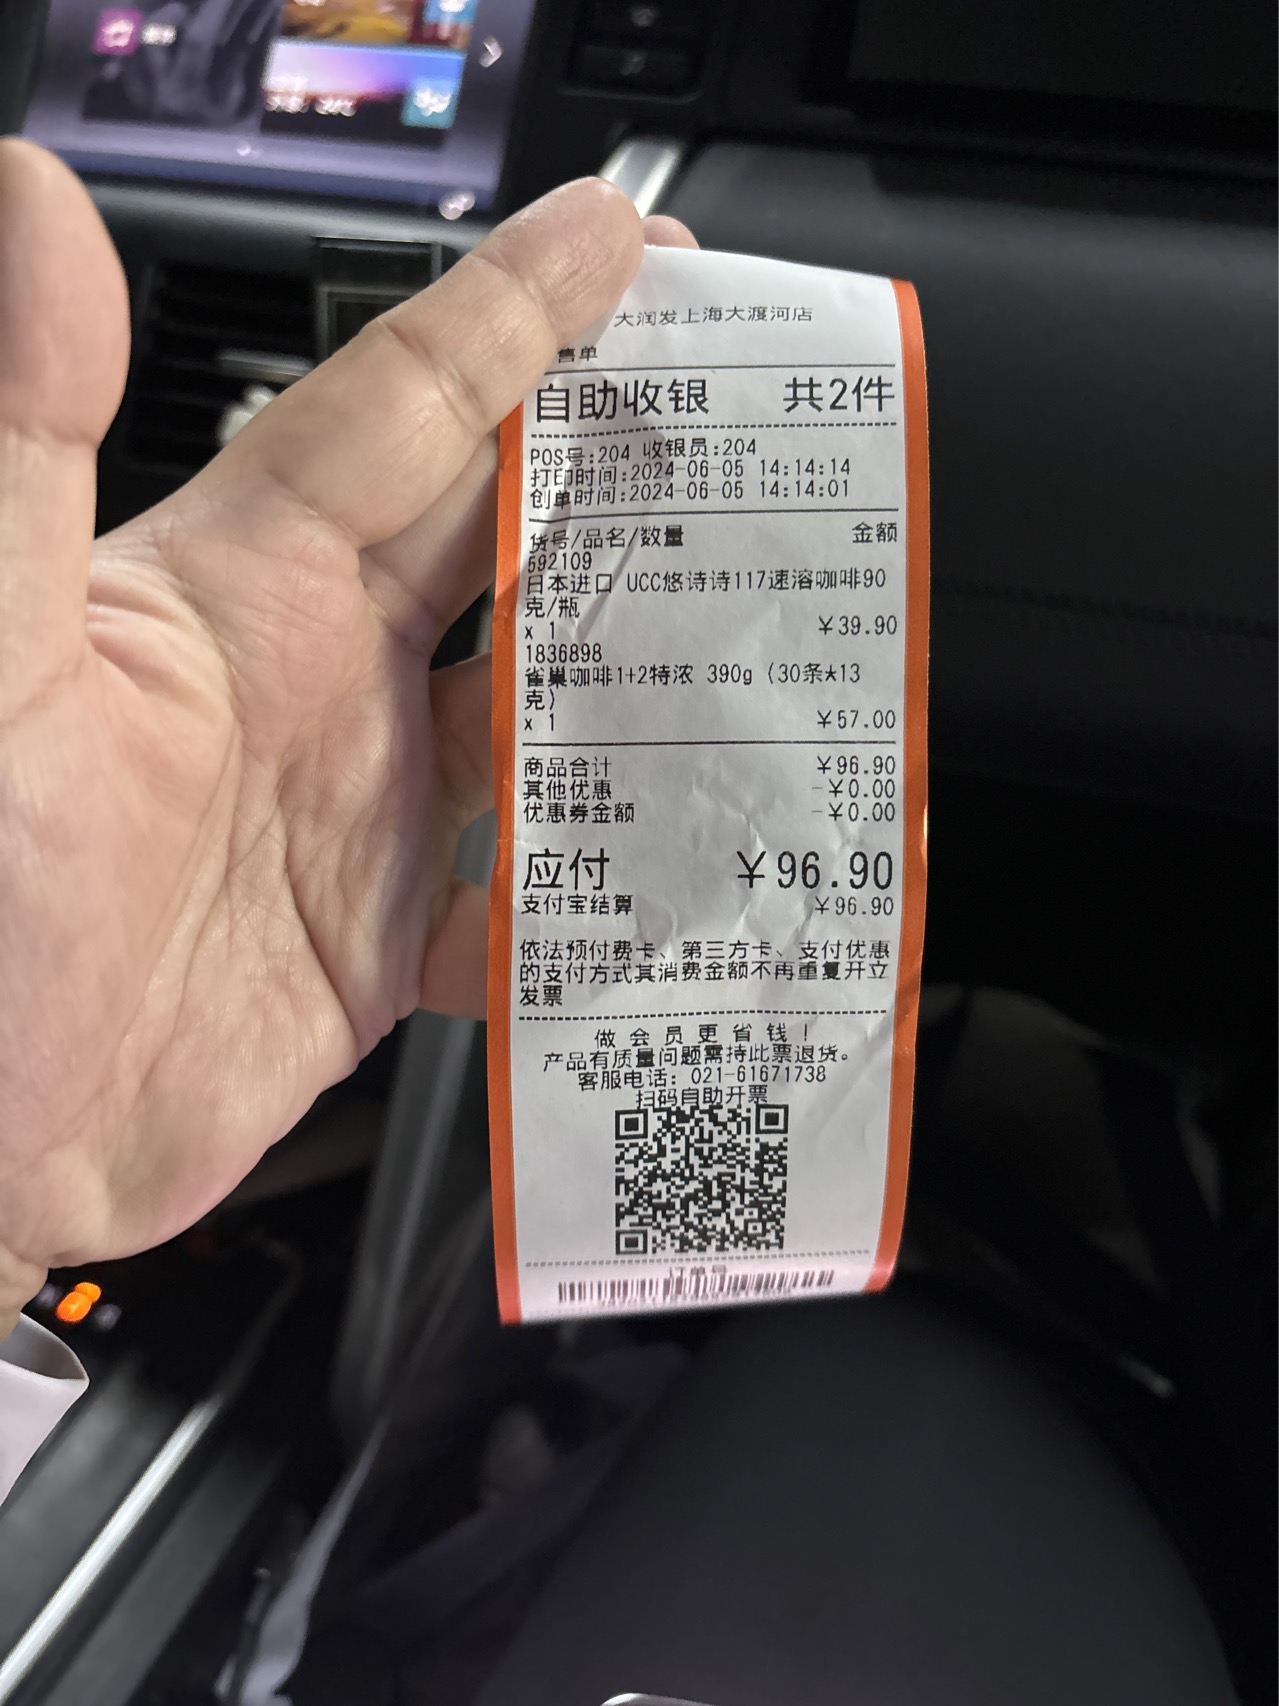 大润发上海大渡河店
售单
自助收银 共2件
POS号:204 收银员:204
打印时间:2024-06-05 14:14:14
创单时间:2024-06-05 14:14:01
货号/品名/数量 金额
592109
日本进口 UCC悠诗诗117速溶咖啡90
克/瓶
x 1 ￥39.90
1836898
雀巢咖啡1+2特浓 390g (30条*13
克)
x 1 ￥57.00
商品合计 ￥96.90
其他优惠 -￥0.00
优惠券金额 -￥0.00
应付 ￥96.90
支付宝结算 ￥96.90
依法预付费卡、第三方卡、支付优惠
的支付方式其消费金额不再重复开立
发票
做会员更省钱!
产品有质量问题需持此票退货。
客服电话: 021-61671738
扫码自助开票
订单号